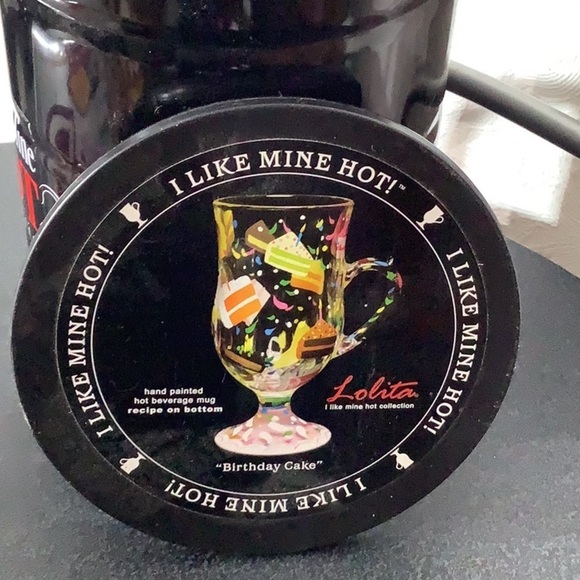 I LIKE MINE HOT!™
I LIKE MINE HOT!
I LIKE MINE HOT!
I LIKE MINE HOT!
hand painted
hot beverage mug
recipe on bottom
Lolita
I like mine hot collection
"Birthday Cake"